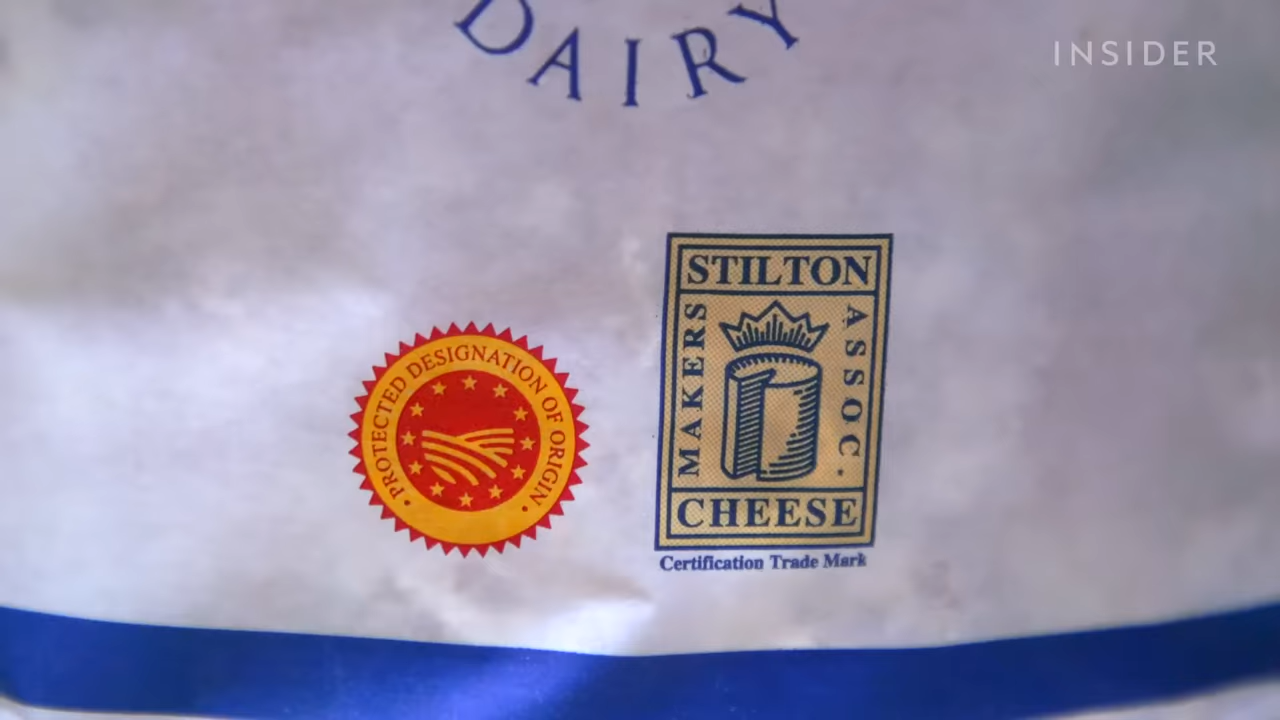 DAIRY
INSIDER
• PROTECTED DESIGNATION OF ORIGIN •
STILTON
MAKERS
ASSOC.
CHEESE
Certification Trade Mark